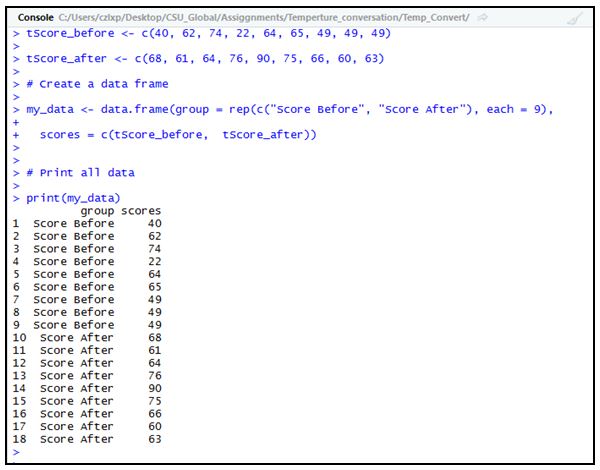 Console C:/Users/czlxp/Desktop/CSU_Global/Assiggnments/Temperture_conversation/Temp_Convert/
> tScore_before <- c(40, 62, 74, 22, 64, 65, 49, 49, 49)
>
> tScore_after <- c(68, 61, 64, 76, 90, 75, 66, 60, 63)
>
> # Create a data frame
>
> my_data <- data.frame(group = rep(c("Score Before", "Score After"), each = 9),
+
+   scores = c(tScore_before,  tScore_after))
>
>
> # Print all data
>
> print(my_data)
          group scores
1  Score Before     40
2  Score Before     62
3  Score Before     74
4  Score Before     22
5  Score Before     64
6  Score Before     65
7  Score Before     49
8  Score Before     49
9  Score Before     49
10  Score After     68
11  Score After     61
12  Score After     64
13  Score After     76
14  Score After     90
15  Score After     75
16  Score After     66
17  Score After     60
18  Score After     63
>